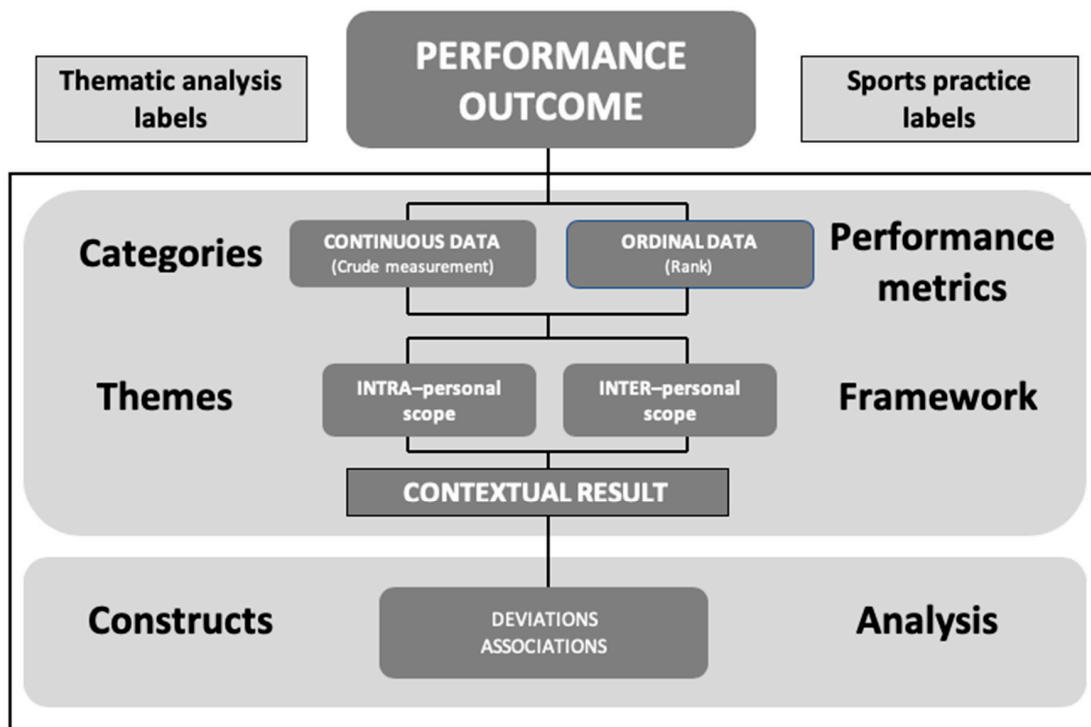 PERFORMANCE
OUTCOME
Thematic analysis
labels
Sports practice
labels
Categories
CONTINUOUS DATA
(Crude measurement)
ORDINAL DATA
(Rank)
Performance
metrics
Themes
INTRA–personal
scope
INTER–personal
scope
Framework
CONTEXTUAL RESULT
Constructs
DEVIATIONS
ASSOCIATIONS
Analysis